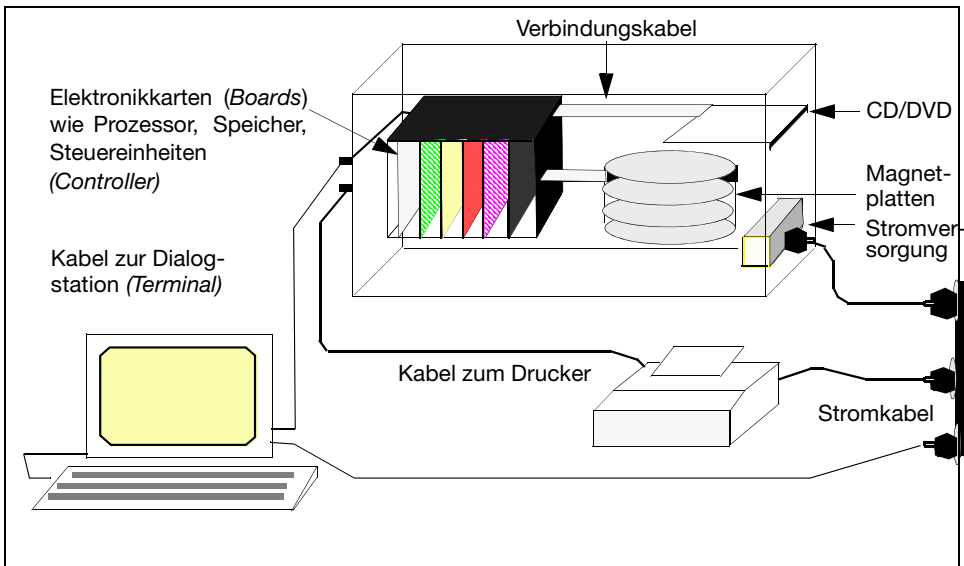 Verbindungskabel
Elektronikkarten (Boards)
wie Prozessor, Speicher,
Steuereinheiten
(Controller)
CD/DVD
Magnet-
platten
Stromver-
sorgung
Kabel zur Dialog-
station (Terminal)
Kabel zum Drucker
Stromkabel